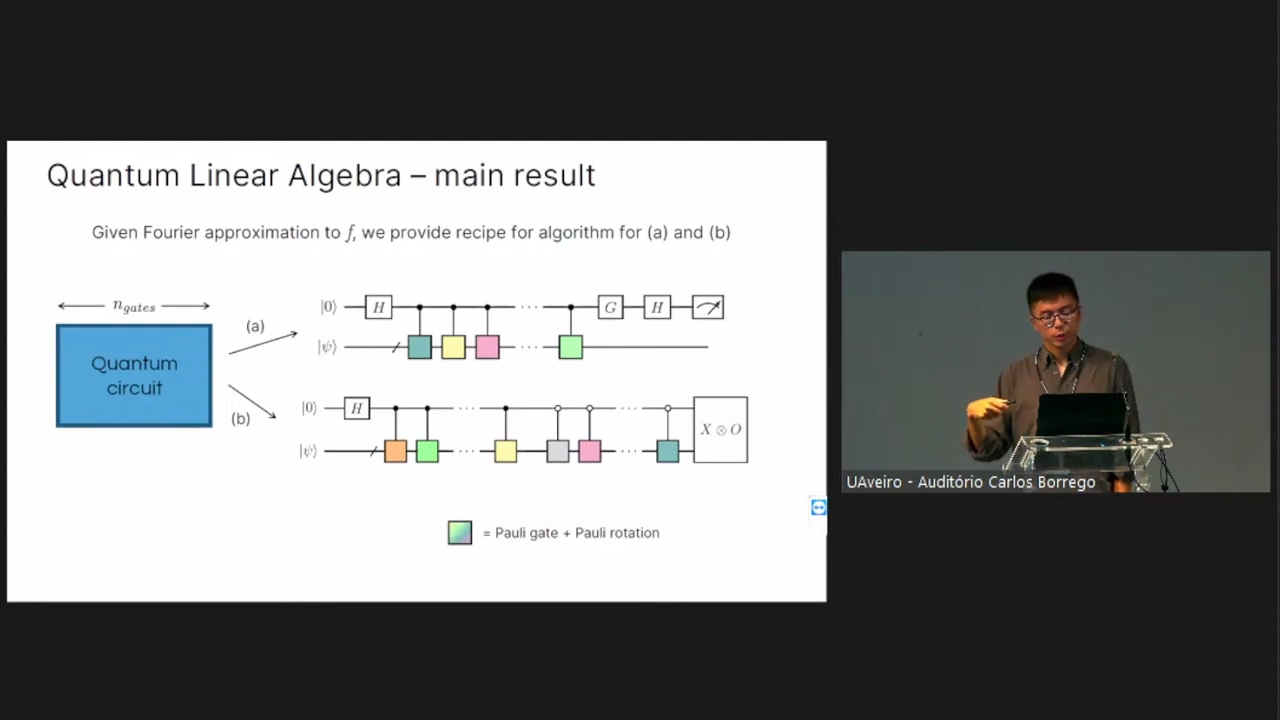 Quantum Linear Algebra – main result
Given Fourier approximation to f, we provide recipe for algorithm for (a) and (b)
n_gates
Quantum
circuit
(a)
(b)
|0⟩ H ··· G H
|ψ⟩ ···
|0⟩ H ··· ···
|ψ⟩ ··· ···
X ⊗ O
= Pauli gate + Pauli rotation
UAveiro - Auditório Carlos Borrego